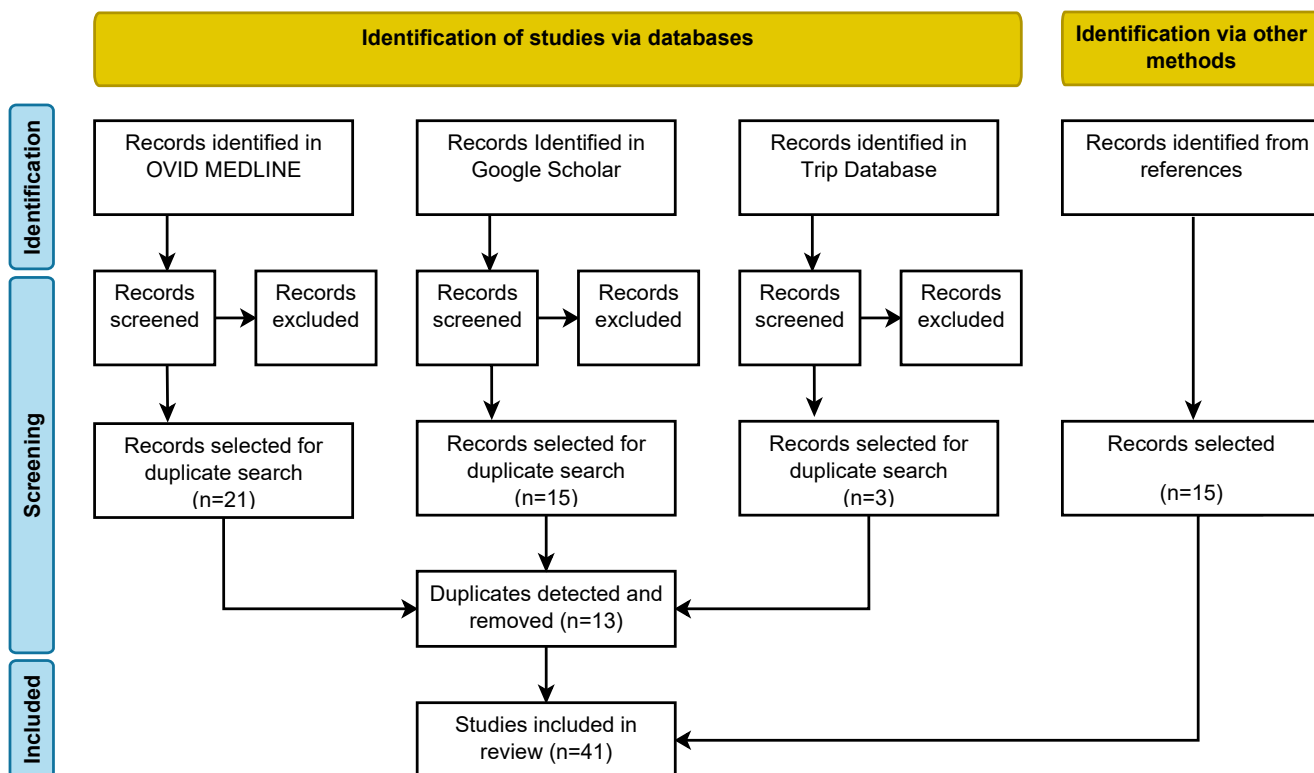 Identification of studies via databases
Identification via other
methods
Identification
Records identified in
OVID MEDLINE
Records Identified in
Google Scholar
Records identified in
Trip Database
Records identified from
references
Screening
Records
screened
Records
excluded
Records
screened
Records
excluded
Records
screened
Records
excluded
Records selected for
duplicate search
(n=21)
Records selected for
duplicate search
(n=15)
Records selected for
duplicate search
(n=3)
Records selected
(n=15)
Duplicates detected and
removed (n=13)
Included
Studies included in
review (n=41)